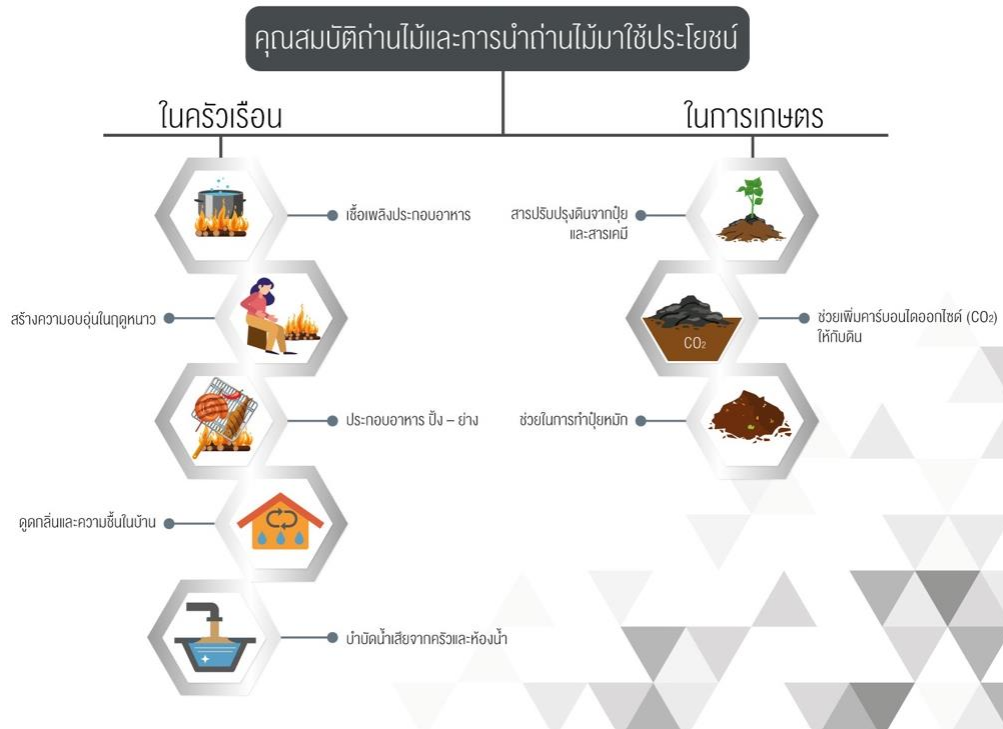 คุณสมบัติถ่านไม้และการนำถ่านไม้มาใช้ประโยชน์
ในครัวเรือน
เชื้อเพลิงประกอบอาหาร
สร้างความอบอุ่นในฤดูหนาว
ประกอบอาหาร ปิ้ง – ย่าง
ดูดกลิ่นและความชื้นในบ้าน
บำบัดน้ำเสียจากครัวและห้องน้ำ
ในการเกษตร
สารปรับปรุงดินจากปุ๋ย
และสารเคมี
CO₂
ช่วยเพิ่มคาร์บอนไดออกไซด์ (CO₂)
ให้กับดิน
ช่วยในการทำปุ๋ยหมัก